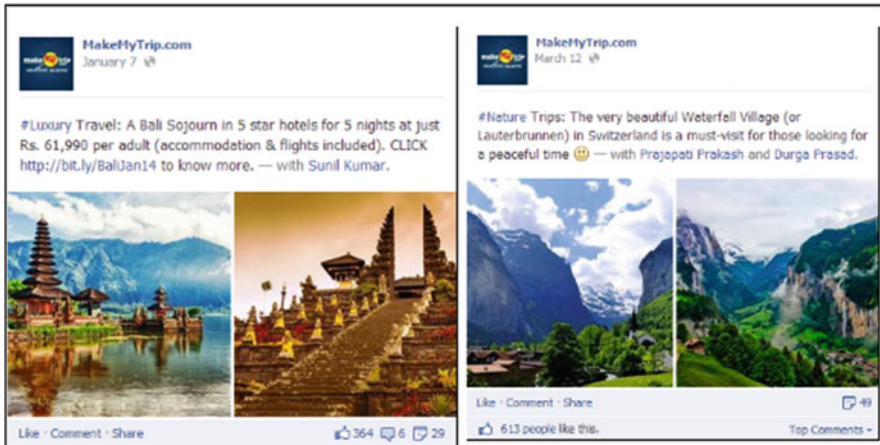 MakeMyTrip.com
January 7
#Luxury Travel: A Bali Sojourn in 5 star hotels for 5 nights at just
Rs. 61,990 per adult (accommodation & flights included). CLICK
http://bit.ly/BaliJan14 to know more. — with Sunil Kumar.
Like · Comment · Share
364 6 29
MakeMyTrip.com
March 12
#Nature Trips: The very beautiful Waterfall Village (or
Lauterbrunnen) in Switzerland is a must-visit for those looking for
a peaceful time — with Prajapati Prakash and Durga Prasad.
Like · Comment · Share
49
613 people like this.
Top Comments